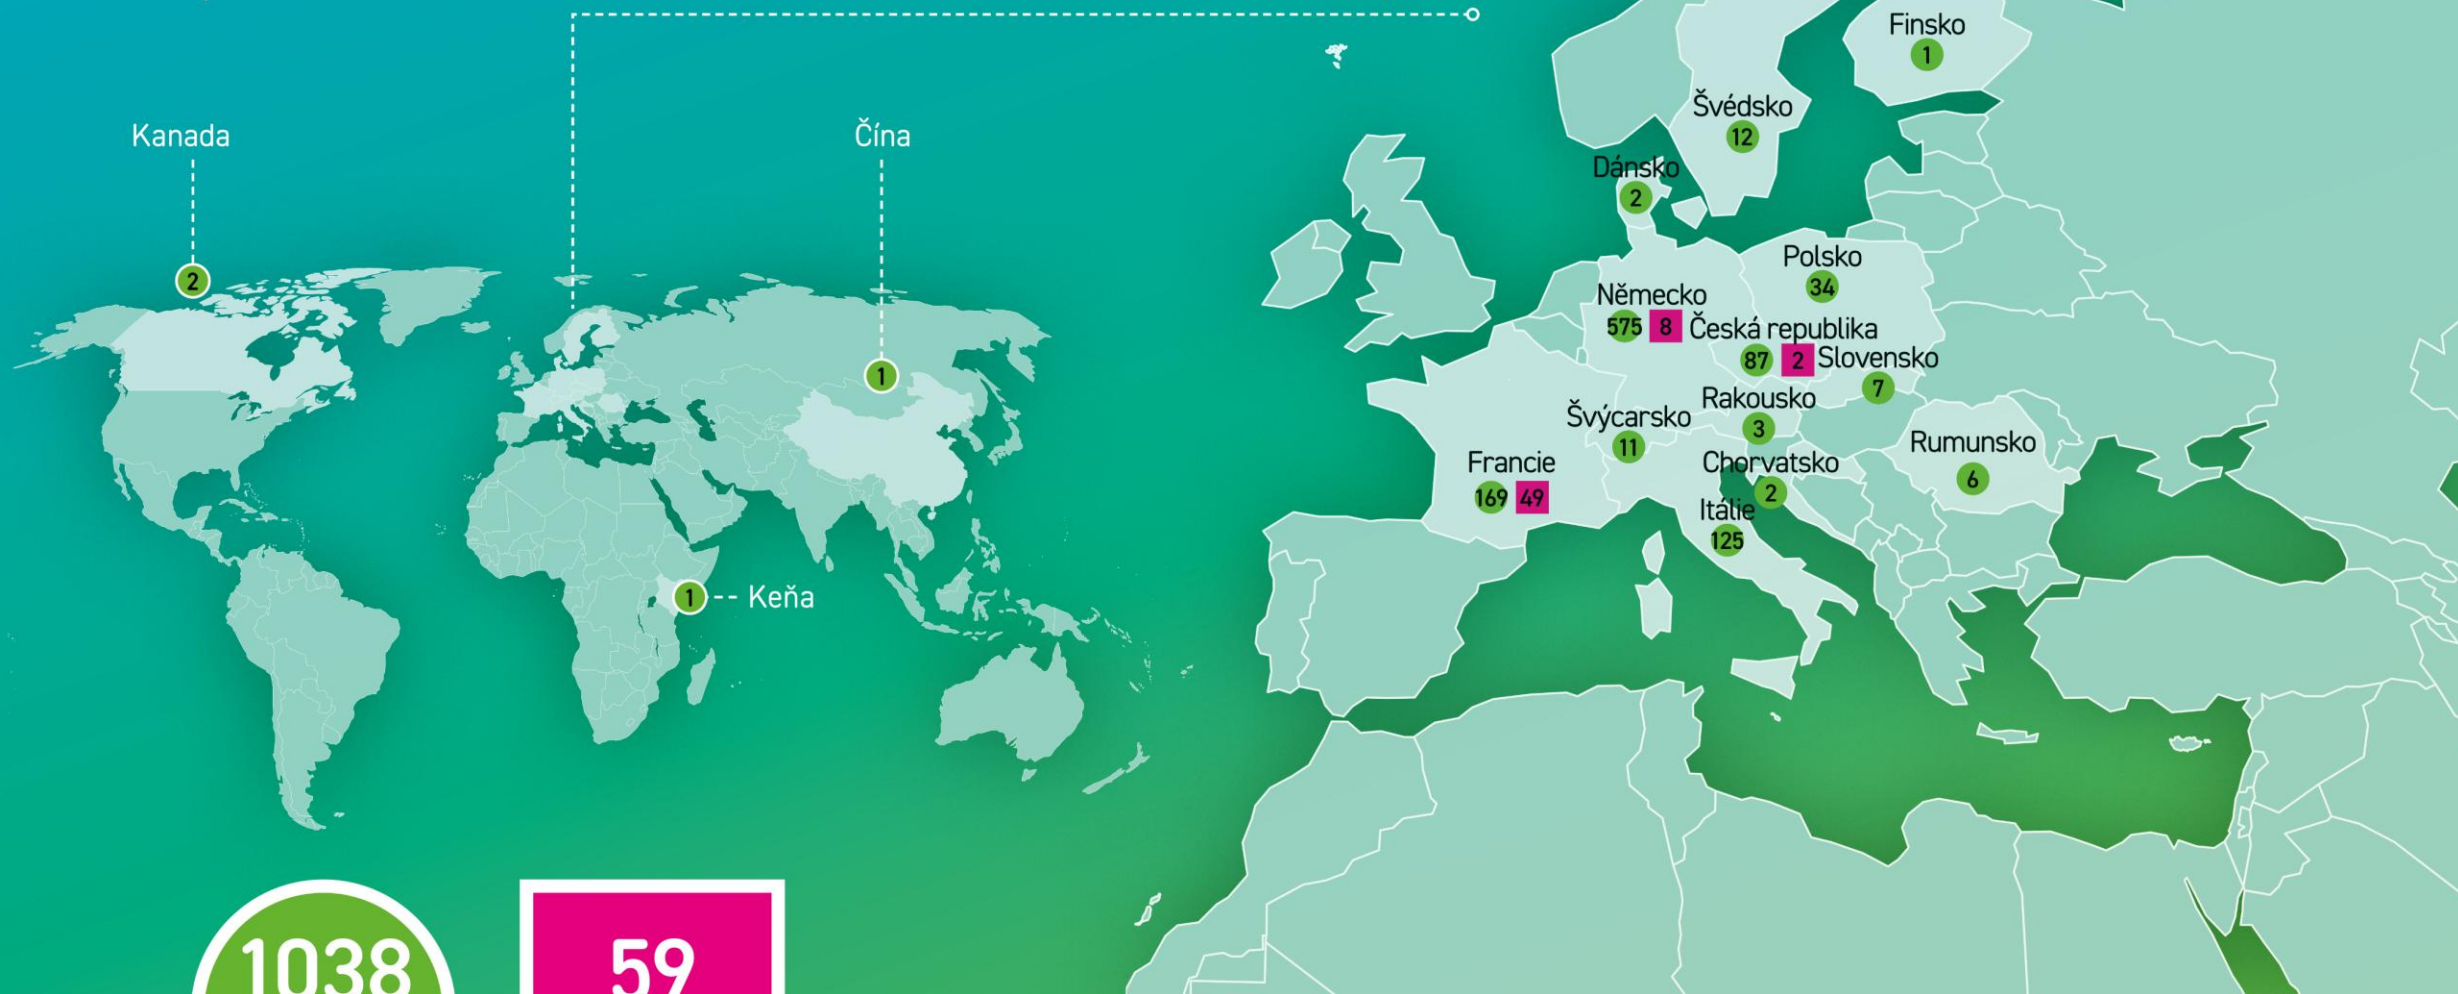 Kanada
2
Čína
1
1
Keňa
1038
59
Finsko
1
Švédsko
12
Dánsko
2
Polsko
34
Německo
575 8
Česká republika
87 2
Slovensko
7
Rakousko
3
Švýcarsko
11
Rumunsko
6
Francie
169 49
Chorvatsko
2
Itálie
125